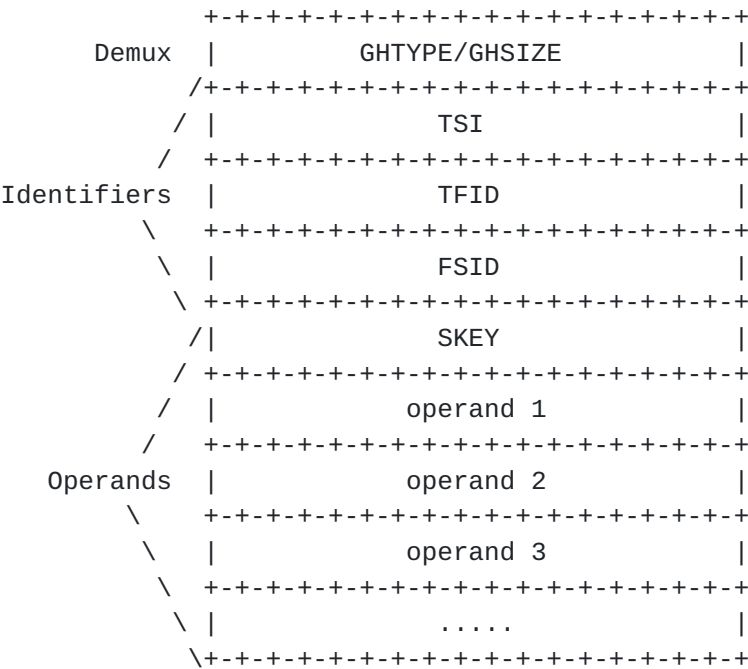 +-+-+-+-+-+-+-+-+-+-+-+-+-+-+-+-+-+
Demux | GHTYPE/GHSIZE |
/+-+-+-+-+-+-+-+-+-+-+-+-+-+-+-+-+-+
/ | TSI |
/ +-+-+-+-+-+-+-+-+-+-+-+-+-+-+-+-+-+
Identifiers | TFID |
\ +-+-+-+-+-+-+-+-+-+-+-+-+-+-+-+-+-+
\ | FSID |
\ +-+-+-+-+-+-+-+-+-+-+-+-+-+-+-+-+-+
/| SKEY |
/ +-+-+-+-+-+-+-+-+-+-+-+-+-+-+-+-+-+
/ | operand 1 |
/ +-+-+-+-+-+-+-+-+-+-+-+-+-+-+-+-+-+
Operands | operand 2 |
\ +-+-+-+-+-+-+-+-+-+-+-+-+-+-+-+-+-+
\ | operand 3 |
\ +-+-+-+-+-+-+-+-+-+-+-+-+-+-+-+-+-+
\ | ..... |
\+-+-+-+-+-+-+-+-+-+-+-+-+-+-+-+-+-+